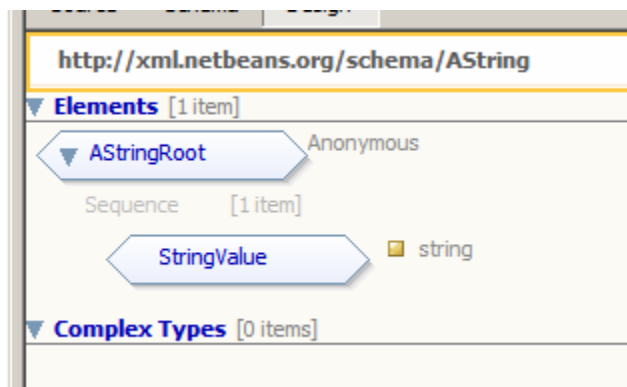 http://xml.netbeans.org/schema/AString
Elements [1 item]
AStringRoot Anonymous
Sequence [1 item]
StringValue string
Complex Types [0 items]